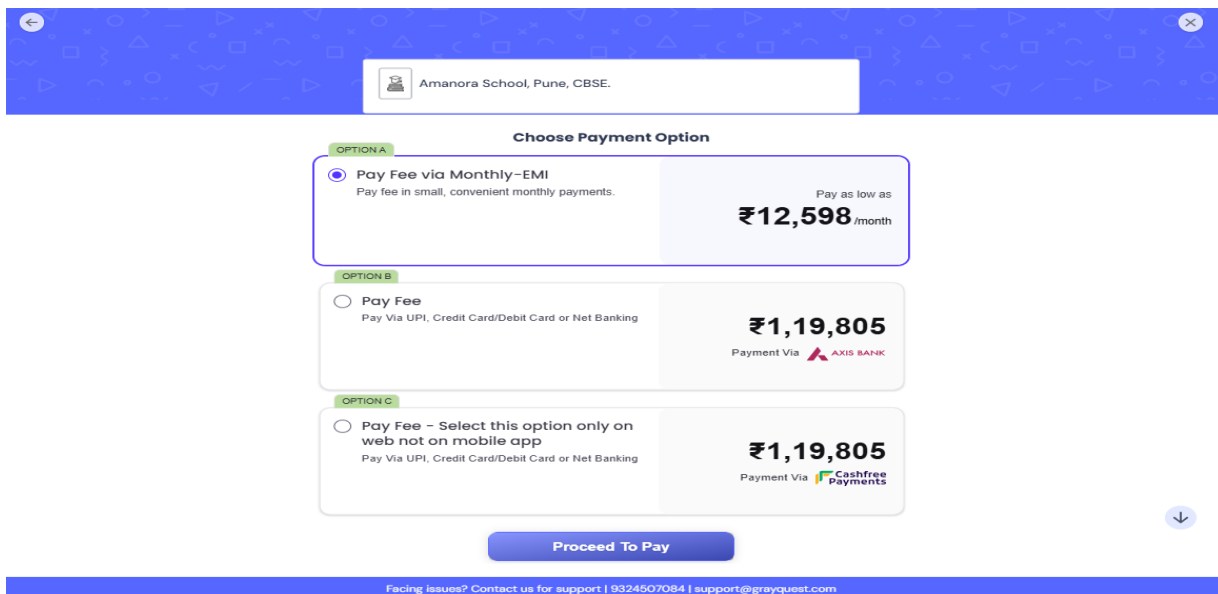 Amanora School, Pune, CBSE.
Choose Payment Option
OPTION A
Pay Fee via Monthly-EMI
Pay fee in small, convenient monthly payments.
Pay as low as
₹12,598/month
OPTION B
Pay Fee
Pay Via UPI, Credit Card/Debit Card or Net Banking
₹1,19,805
Payment Via AXIS BANK
OPTION C
Pay Fee - Select this option only on
web not on mobile app
Pay Via UPI, Credit Card/Debit Card or Net Banking
₹1,19,805
Payment Via Cashfree
Payments
Proceed To Pay
Facing issues? Contact us for support | 9324507084 | support@grayquest.com